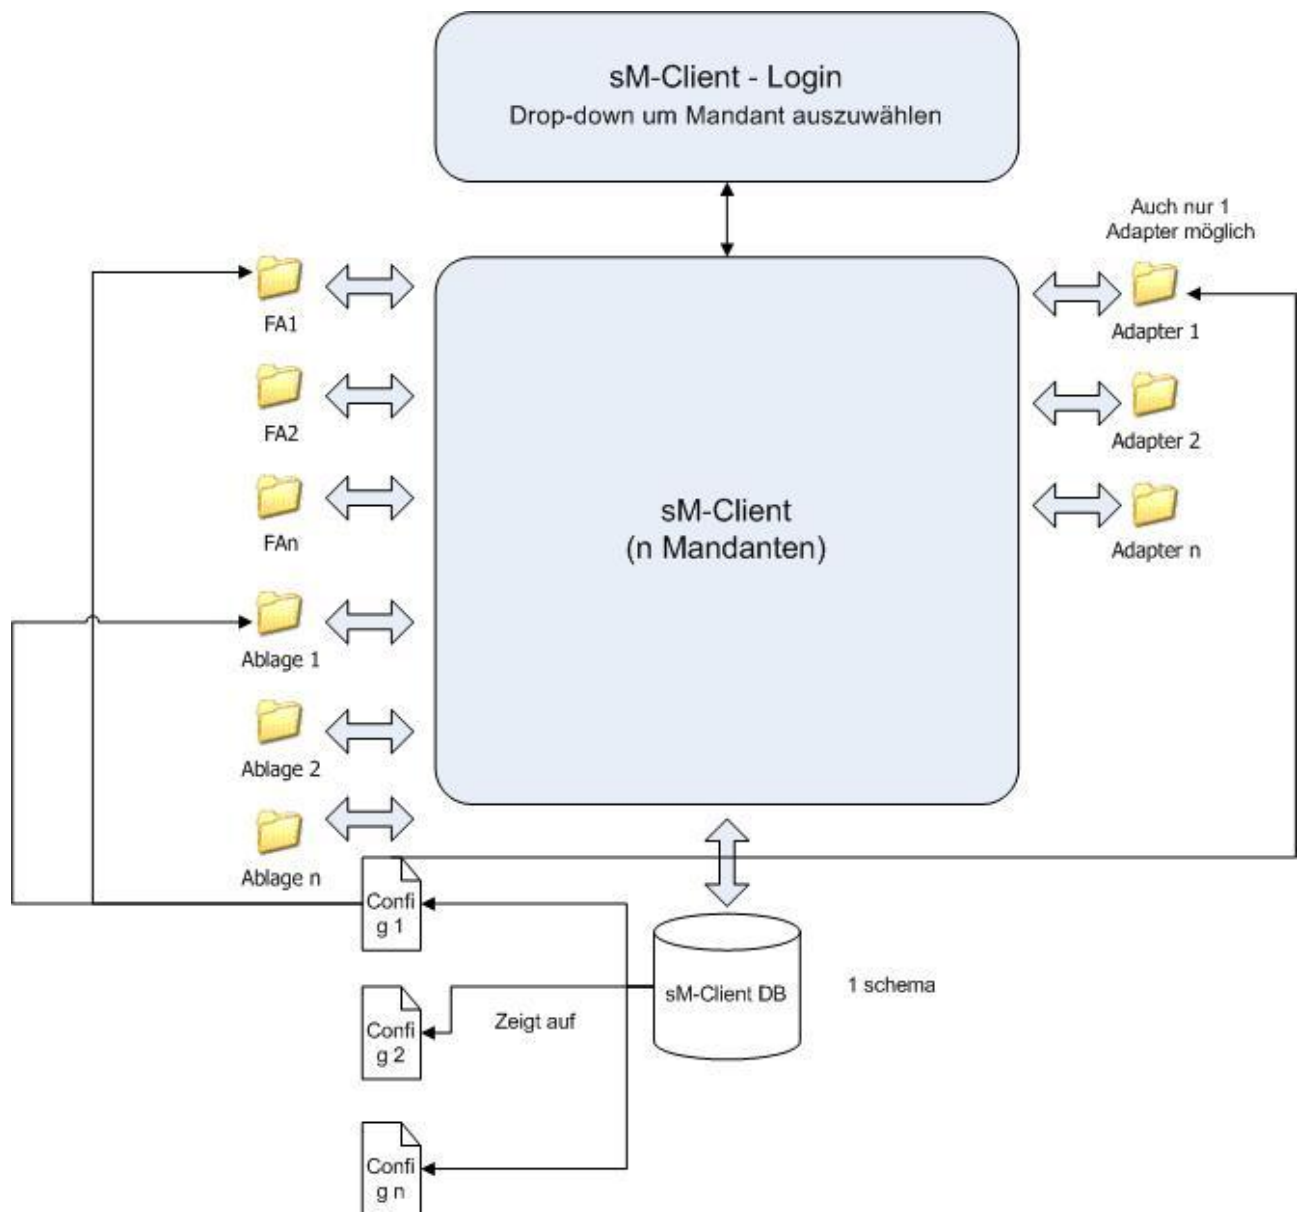 sM-Client - Login
Drop-down um Mandant auszuwählen
Auch nur 1
Adapter möglich
FA1
Adapter 1
FA2
Adapter 2
FAn
Adapter n
sM-Client
(n Mandanten)
Ablage 1
Ablage 2
Ablage n
Confi
g 1
sM-Client DB
1 schema
Zeigt auf
Confi
g 2
Confi
g n